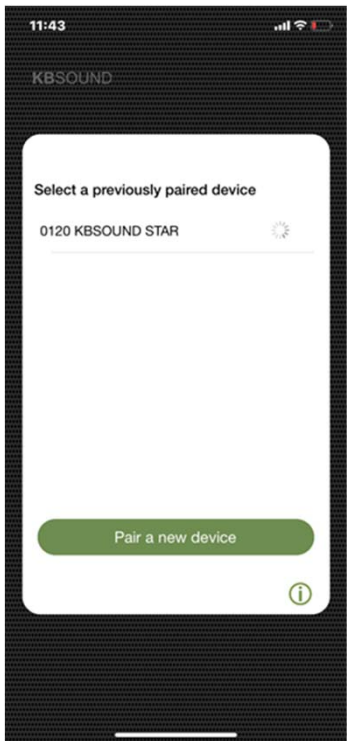 11:43
KBSOUND
Select a previously paired device
0120 KBSOUND STAR
Pair a new device